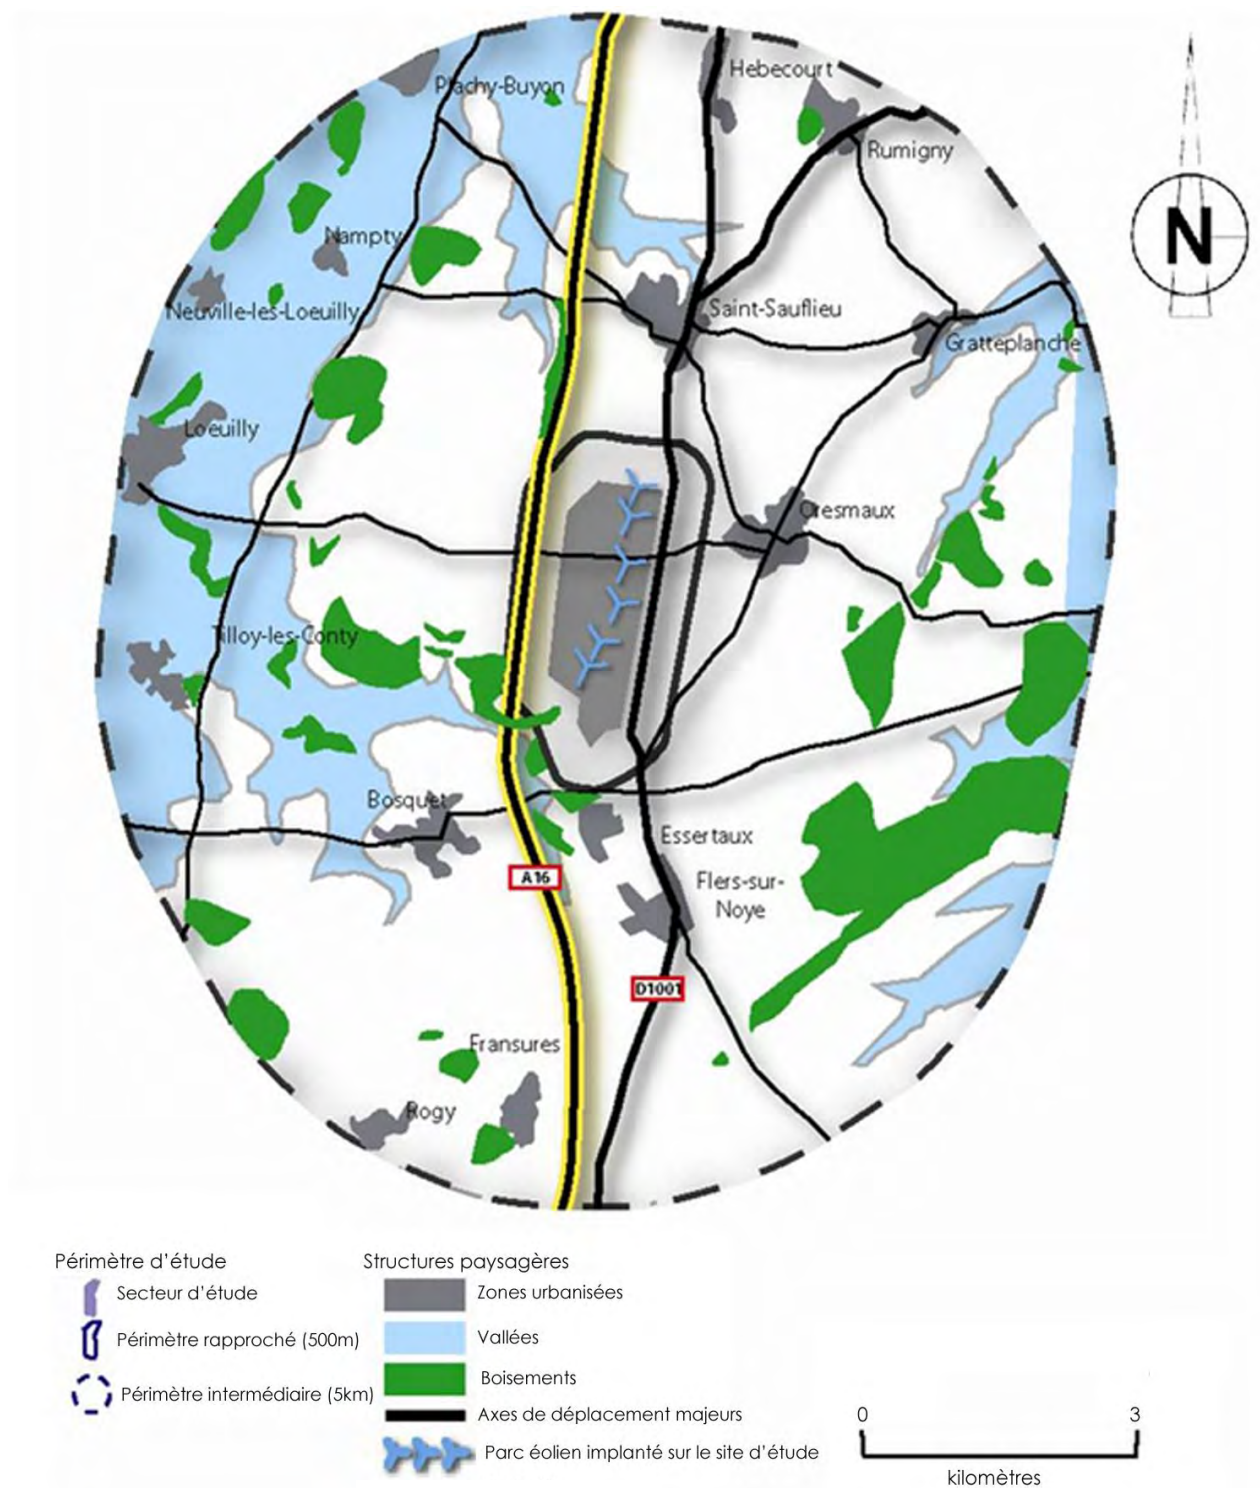 Hebecourt
Plachy-Buyon
Rumigny
N
Nampty
Neuville-les-Loeuilly
Saint-Sauflieu
Gratteplanche
Loeuilly
Oresmaux
Tilloy-les-Conty
Bosquet
Essertaux
A16
Flers-sur-
Noye
D1001
Fransures
Rogy
Périmètre d'étude
Secteur d'étude
Périmètre rapproché (500m)
Périmètre intermédiaire (5km)
Structures paysagères
Zones urbanisées
Vallées
Boisements
Axes de déplacement majeurs
Parc éolien implanté sur le site d'étude
0 3
kilomètres